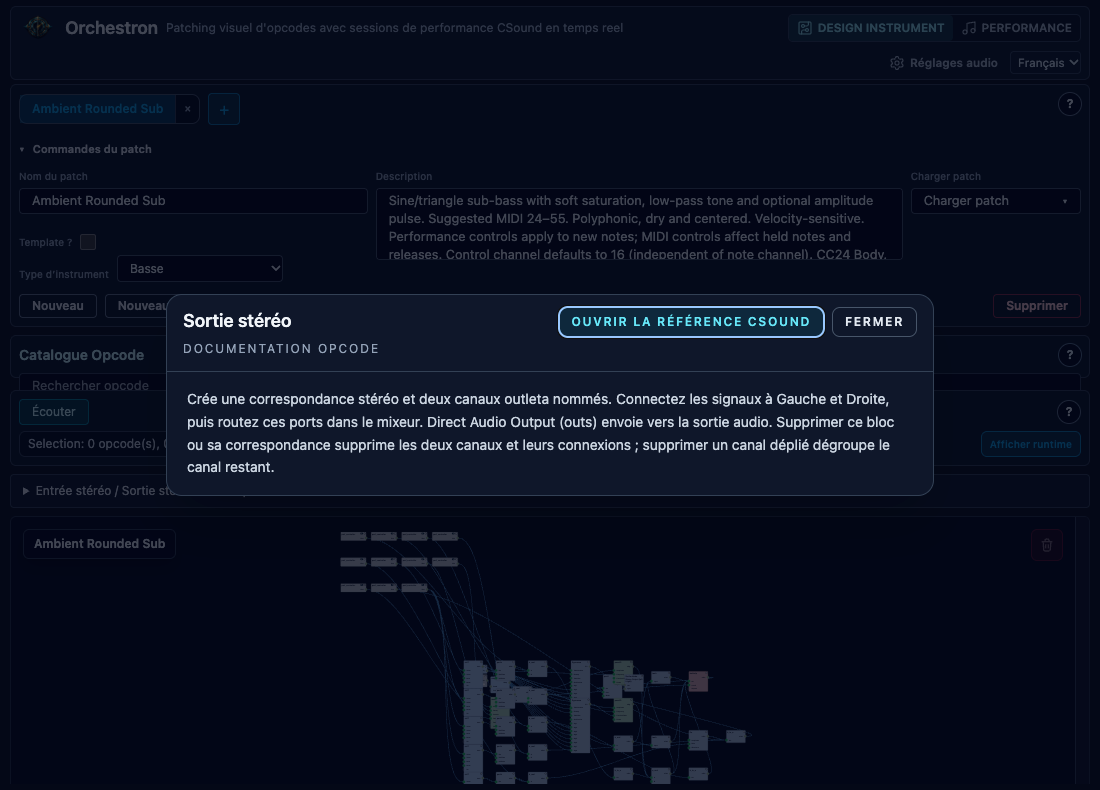 Orchestron Patching visuel d'opcodes avec sessions de performance CSound en temps reel
DESIGN INSTRUMENT
PERFORMANCE
Réglages audio
Français
Ambient Rounded Sub
×
+
?
Commandes du patch
Nom du patch
Ambient Rounded Sub
Description
Sine/triangle sub-bass with soft saturation, low-pass tone and optional amplitude
pulse. Suggested MIDI 24–55. Polyphonic, dry and centered. Velocity-sensitive.
Performance controls apply to new notes; MIDI controls affect held notes and
releases. Control channel defaults to 16 (independent of note channel). CC24 Body,
Charger patch
Charger patch
Template ?
Type d'instrument
Basse
Nouveau
Nouveau
Supprimer
Sortie stéréo
DOCUMENTATION OPCODE
OUVRIR LA RÉFÉRENCE CSOUND
FERMER
Crée une correspondance stéréo et deux canaux outleta nommés. Connectez les signaux à Gauche et Droite,
puis routez ces ports dans le mixeur. Direct Audio Output (outs) envoie vers la sortie audio. Supprimer ce bloc
ou sa correspondance supprime les deux canaux et leurs connexions ; supprimer un canal déplié dégroupe le
canal restant.
Catalogue Opcode
?
Rechercher opcode
Écouter
?
Selection: 0 opcode(s),
Afficher runtime
Entrée stéréo / Sortie
Ambient Rounded Sub